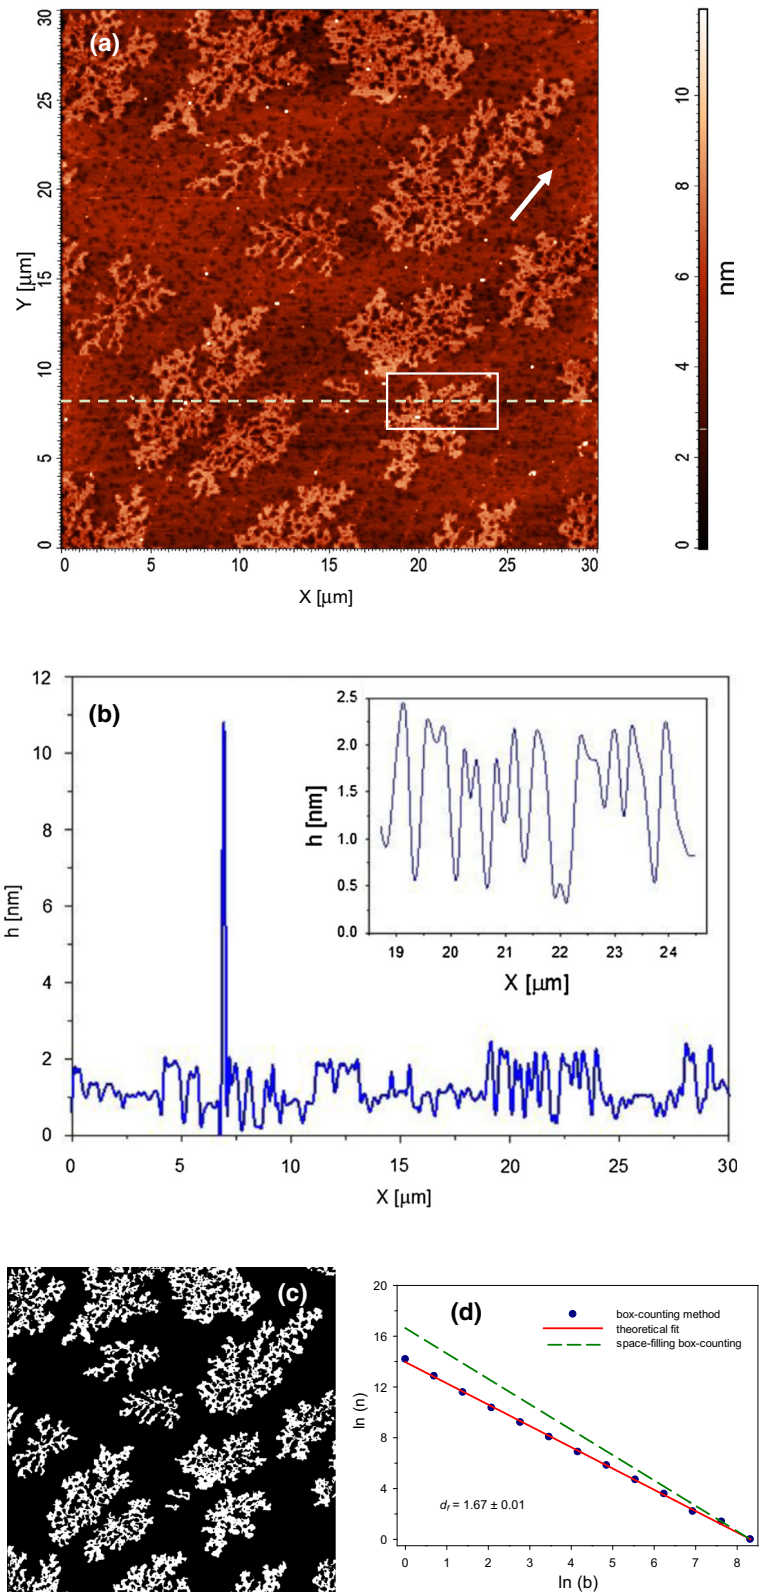 (a)
30
25
20
15
10
5
0
Y [μm]
0 5 10 15 20 25 30
X [μm]
10
8
6
4
2
0
nm
(b)
12
10
8
6
4
2
0
h [nm]
0 5 10 15 20 25 30
X [μm]
2.5
2.0
1.5
1.0
0.5
0.0
h [nm]
19 20 21 22 23 24
X [μm]
(c)
(d)
20
16
12
8
4
0
ln (n)
box-counting method
theoretical fit
space-filling box-counting
df = 1.67 ± 0.01
0 1 2 3 4 5 6 7 8
ln (b)